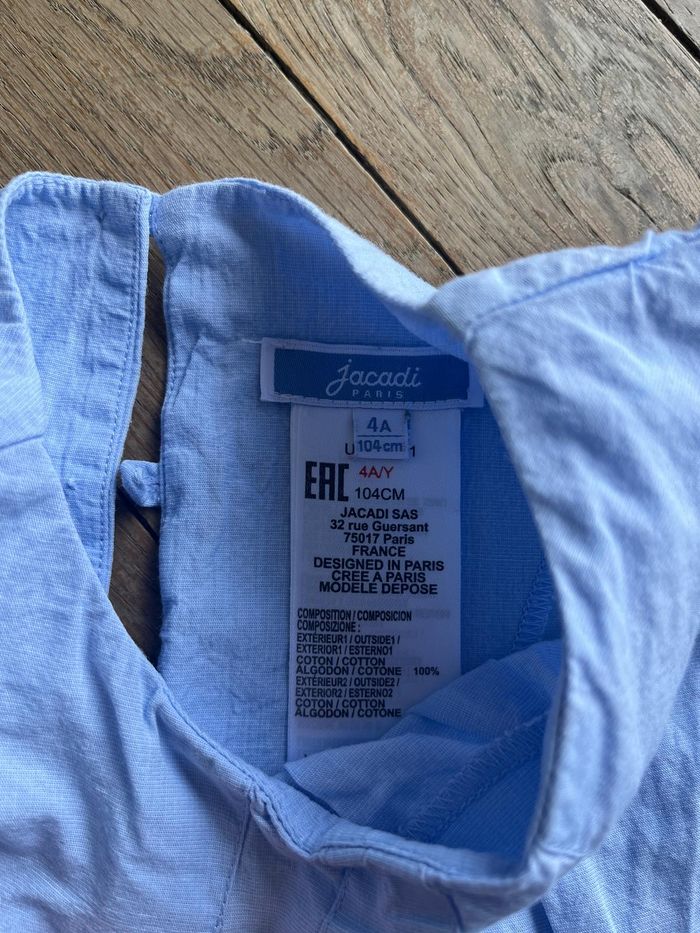 jacadi
PARIS
4A
104cm
U 1
4A/Y
EAC
104CM
JACADI SAS
32 rue Guersant
75017 Paris
FRANCE
DESIGNED IN PARIS
CREE A PARIS
MODÈLE DEPOSE
COMPOSITION / COMPOSICION
COMPOSIZIONE :
EXTÉRIEUR1 / OUTSIDE1 /
EXTERIOR1 / ESTERNO1
COTON / COTTON
ALGODON / COTONE 100%
EXTÉRIEUR2 / OUTSIDE2 /
EXTERIOR2 / ESTERNO2
COTON / COTTON
ALGODON / COTONE